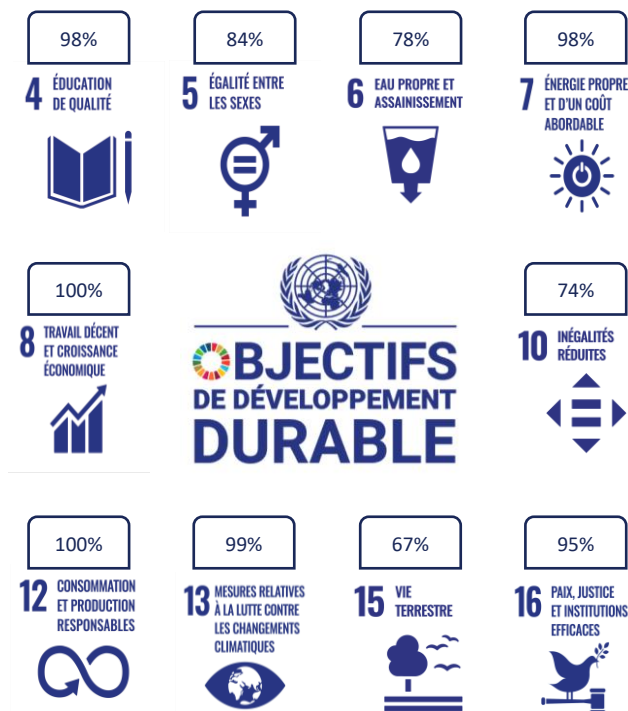 98%
4 ÉDUCATION
DE QUALITÉ
84%
5 ÉGALITÉ ENTRE
LES SEXES
78%
6 EAU PROPRE ET
ASSAINISSEMENT
98%
7 ÉNERGIE PROPRE
ET D'UN COÛT
ABORDABLE
100%
8 TRAVAIL DÉCENT
ET CROISSANCE
ÉCONOMIQUE
OBJECTIFS
DE DÉVELOPPEMENT
DURABLE
74%
10 INÉGALITÉS
RÉDUITES
100%
12 CONSOMMATION
ET PRODUCTION
RESPONSABLES
99%
13 MESURES RELATIVES
À LA LUTTE CONTRE
LES CHANGEMENTS
CLIMATIQUES
67%
15 VIE
TERRESTRE
95%
16 PAIX, JUSTICE
ET INSTITUTIONS
EFFICACES